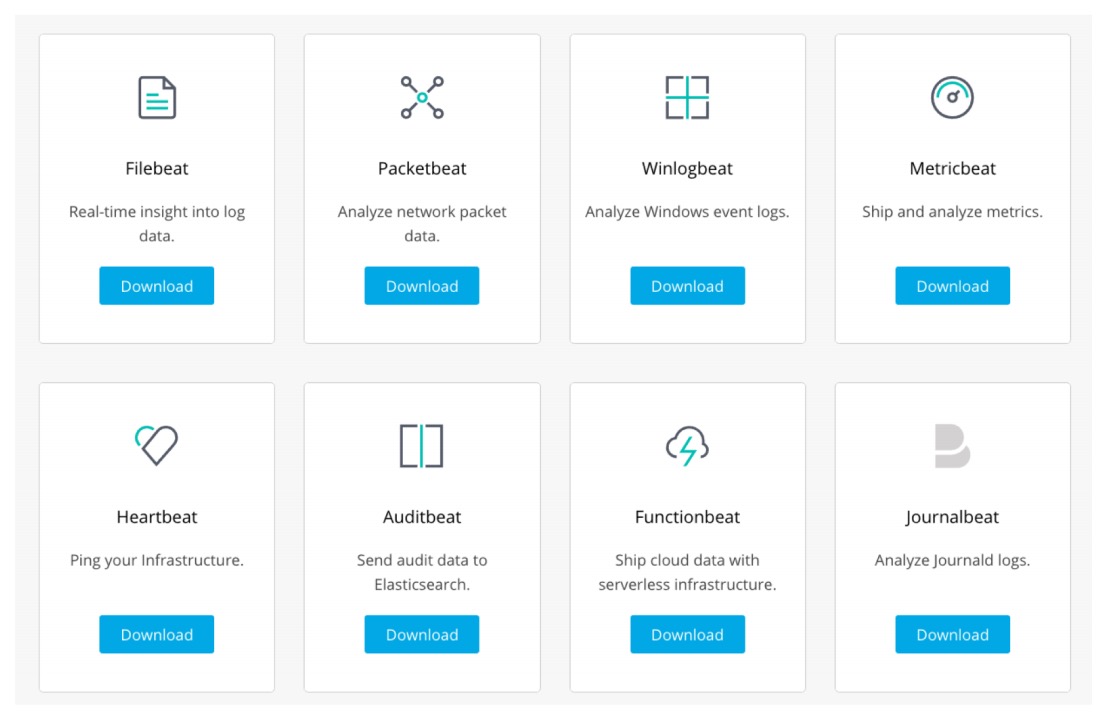 Filebeat
Real-time insight into log
data.
Download
Packetbeat
Analyze network packet
data.
Download
Winlogbeat
Analyze Windows event logs.
Download
Metricbeat
Ship and analyze metrics.
Download
Heartbeat
Ping your Infrastructure.
Download
Auditbeat
Send audit data to
Elasticsearch.
Download
Functionbeat
Ship cloud data with
serverless infrastructure.
Download
Journalbeat
Analyze Journald logs.
Download